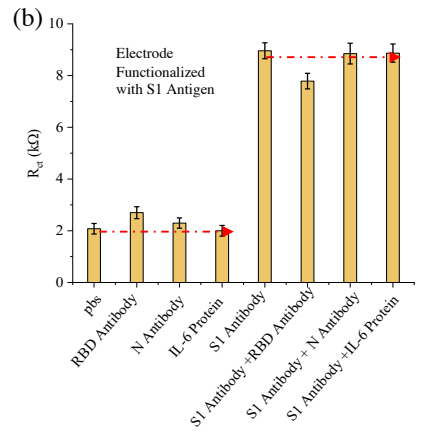 (b)
10
8
6
4
2
0
R_ct (kΩ)
Electrode
Functionalized
with S1 Antigen
pbs
RBD Antibody
N Antibody
IL-6 Protein
S1 Antibody
S1 Antibody +RBD Antibody
S1 Antibody + N Antibody
S1 Antibody +IL-6 Protein